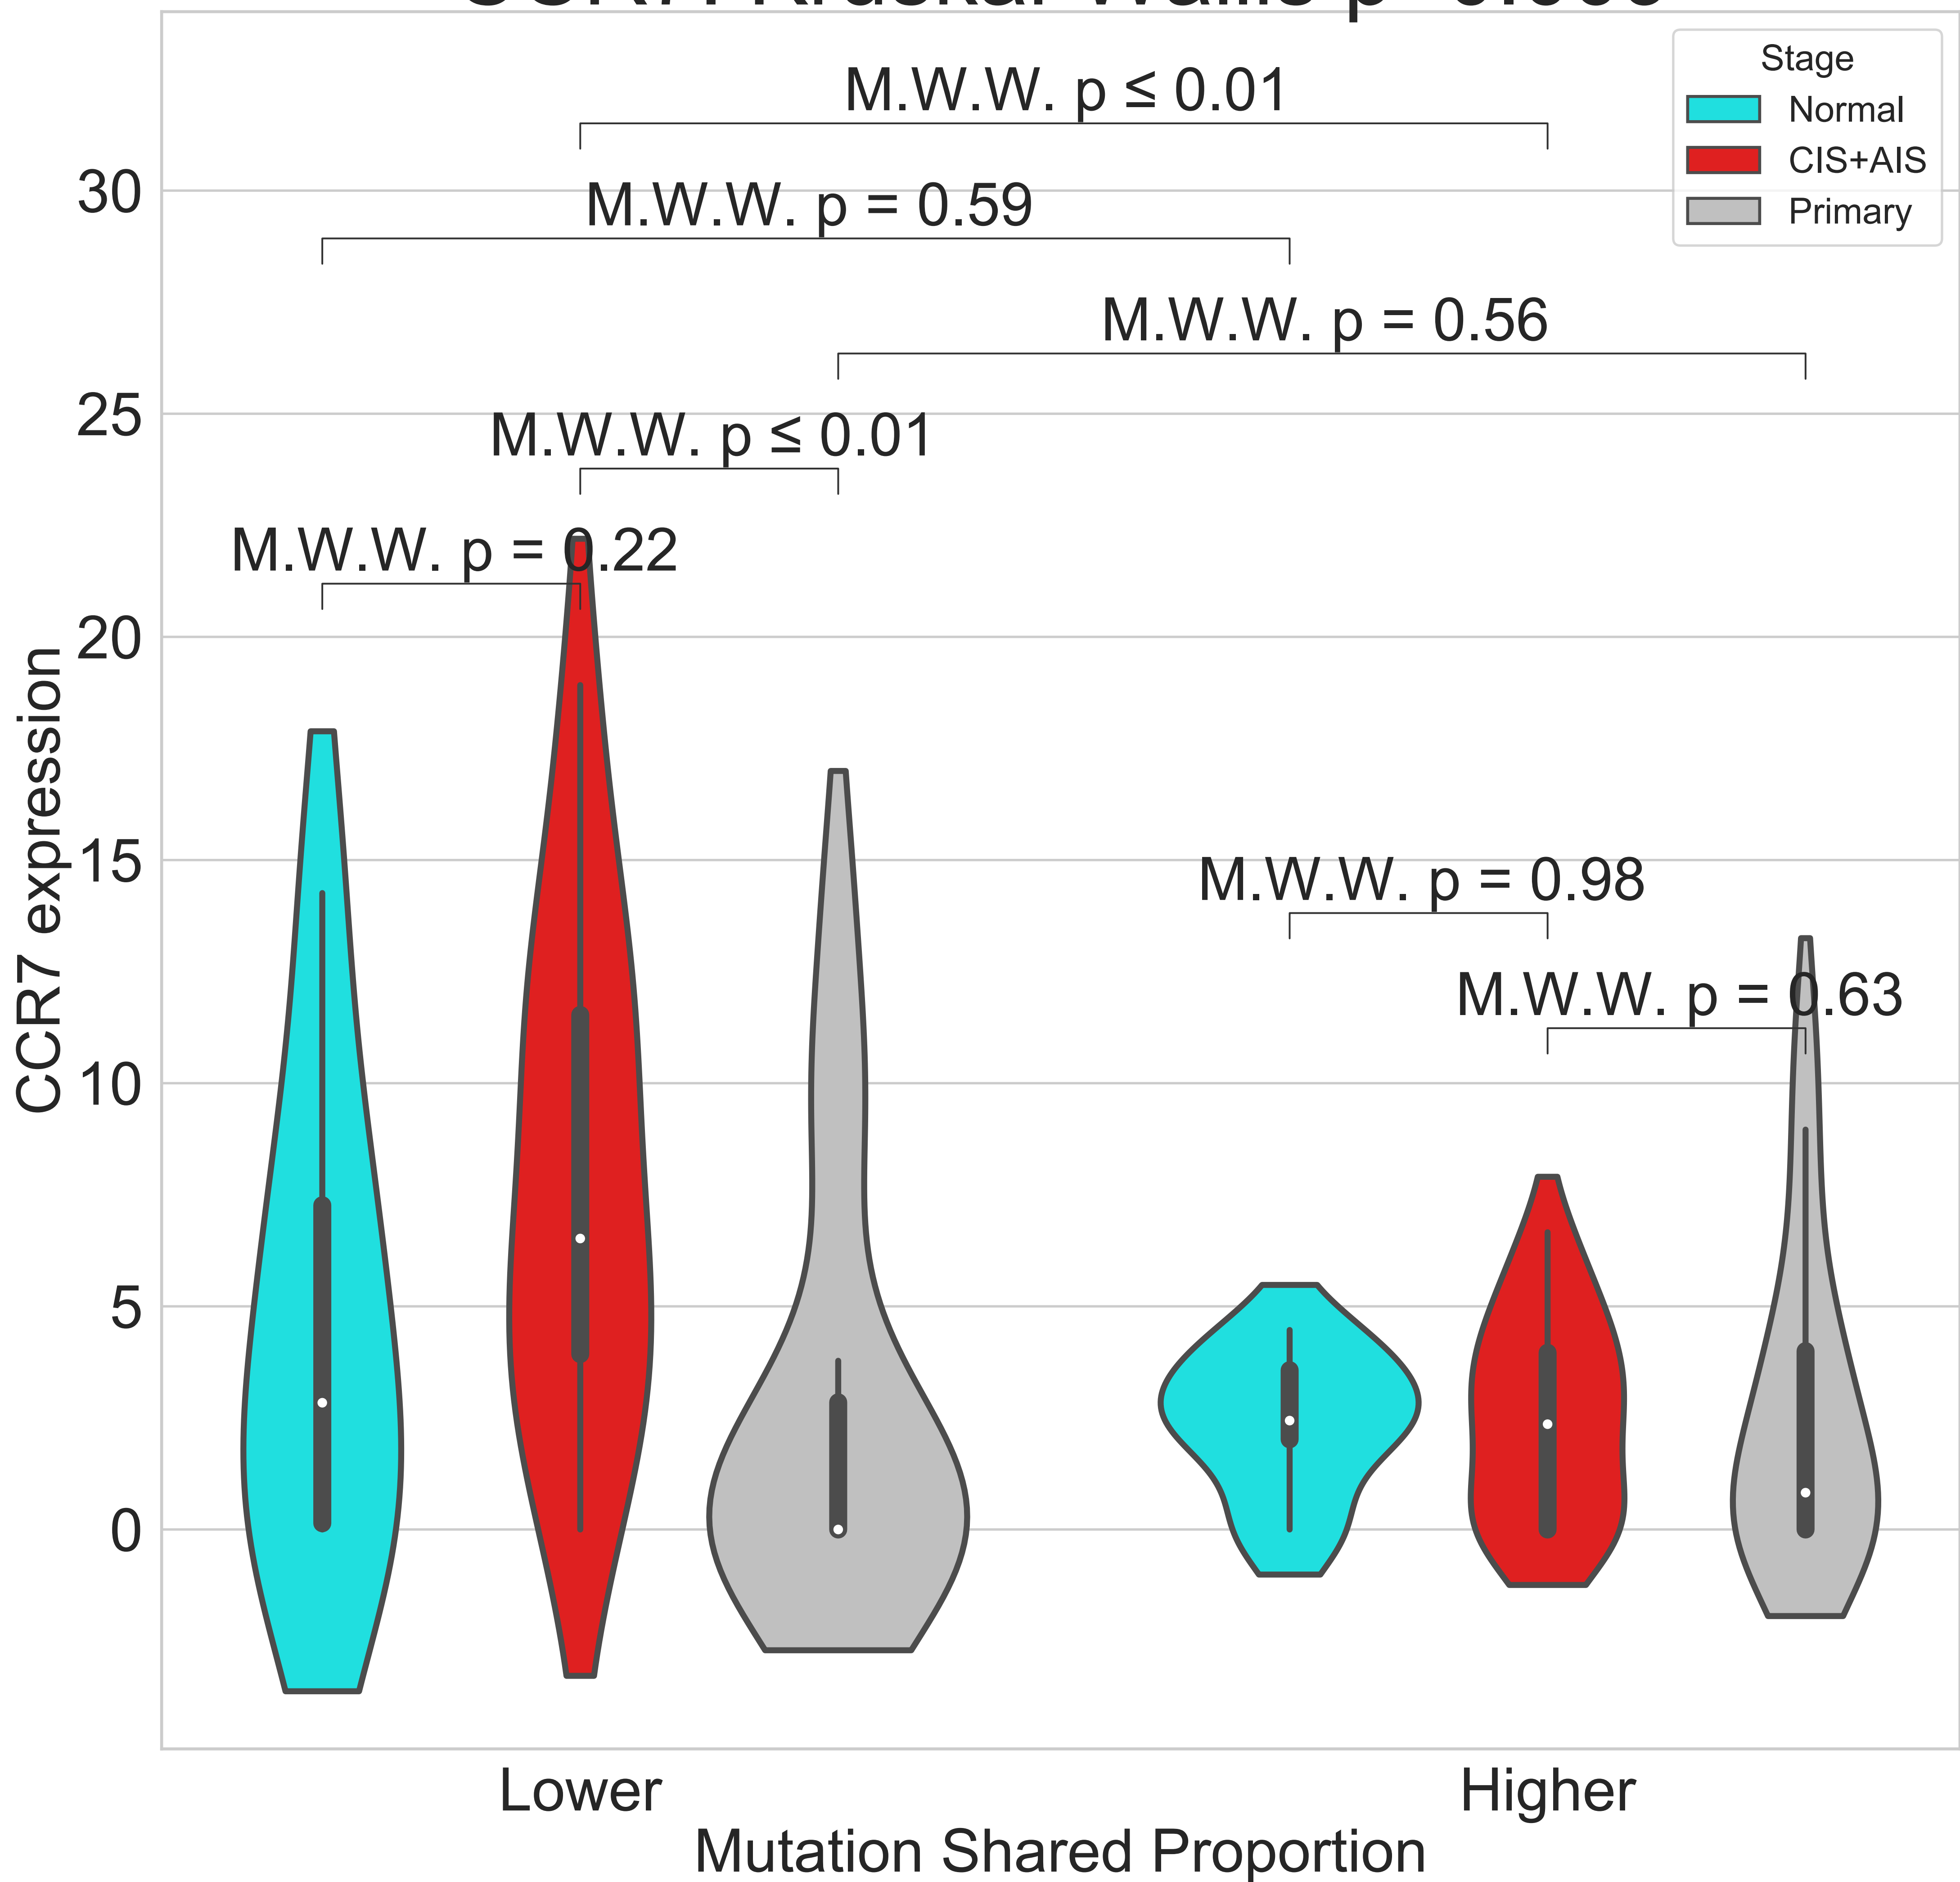 Stage
Normal
CIS+AIS
Primary
M.W.W. p ≤ 0.01
M.W.W. p = 0.59
M.W.W. p = 0.56
M.W.W. p ≤ 0.01
M.W.W. p = 0.22
M.W.W. p = 0.98
M.W.W. p = 0.63
30
25
20
15
10
5
0
CCR7 expression
Lower
Higher
Mutation Shared Proportion